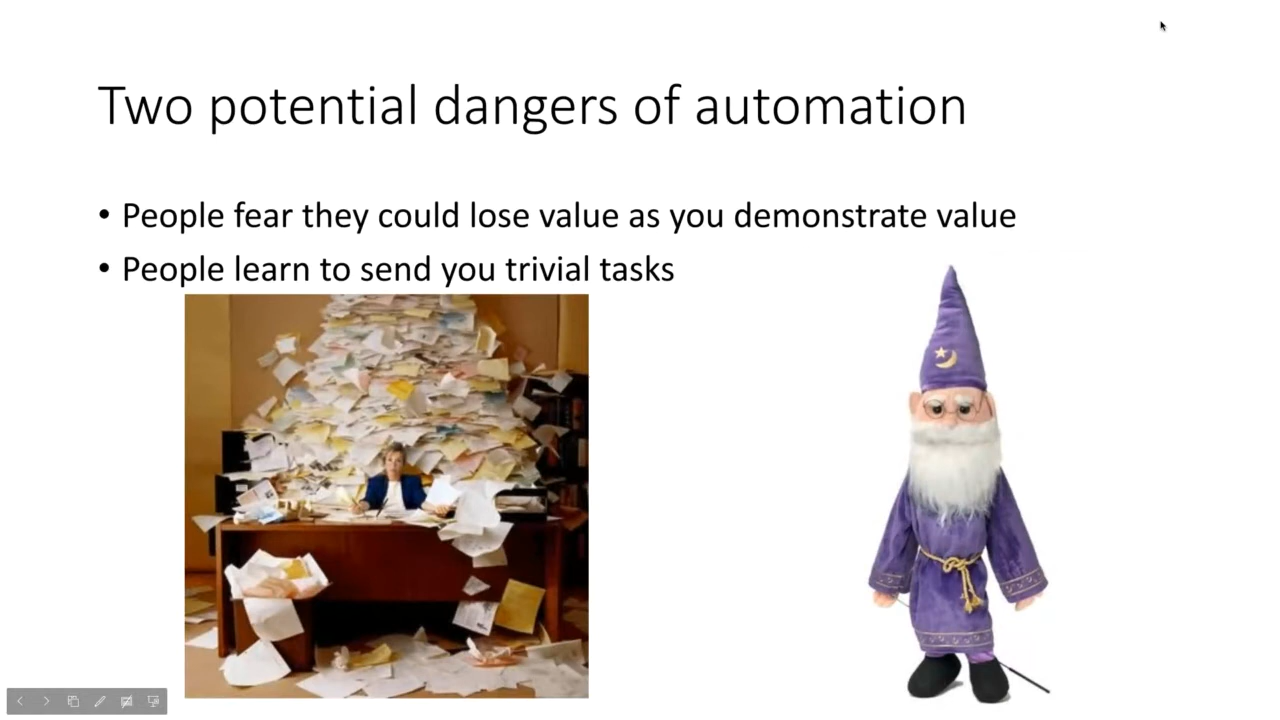 Two potential dangers of automation
• People fear they could lose value as you demonstrate value
• People learn to send you trivial tasks